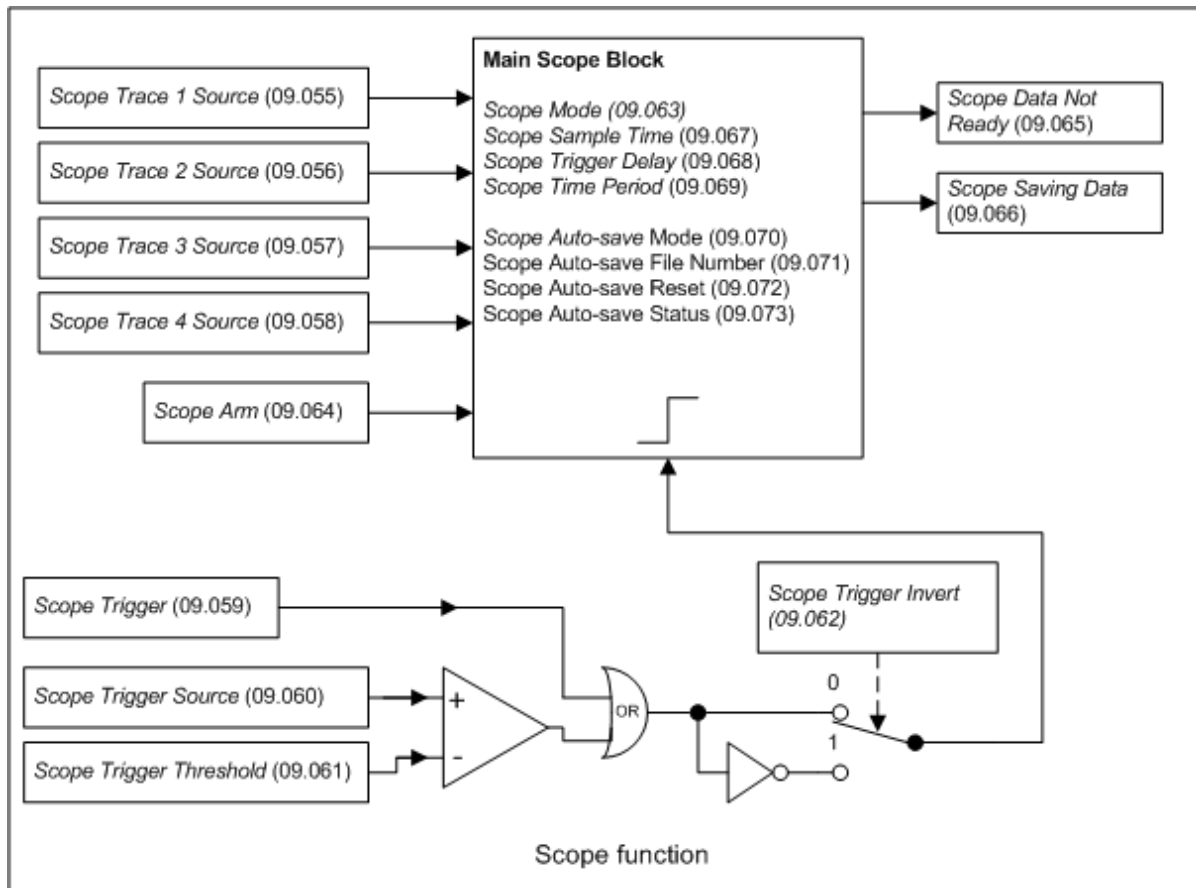 Scope Trace 1 Source (09.055)
Scope Trace 2 Source (09.056)
Scope Trace 3 Source (09.057)
Scope Trace 4 Source (09.058)
Scope Arm (09.064)
Main Scope Block
Scope Mode (09.063)
Scope Sample Time (09.067)
Scope Trigger Delay (09.068)
Scope Time Period (09.069)
Scope Auto-save Mode (09.070)
Scope Auto-save File Number (09.071)
Scope Auto-save Reset (09.072)
Scope Auto-save Status (09.073)
Scope Data Not
Ready (09.065)
Scope Saving Data
(09.066)
Scope Trigger (09.059)
Scope Trigger Source (09.060)
Scope Trigger Threshold (09.061)
+
-
OR
Scope Trigger Invert
(09.062)
0
1
Scope function